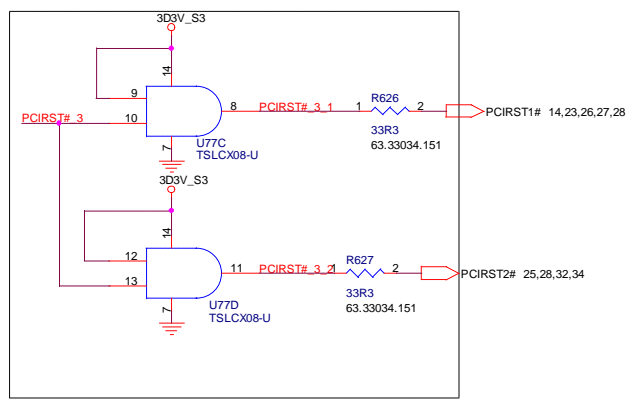 3D3V_S3
14
9
8 PCIRST#_3_1 1 R626 2 PCIRST1# 14,23,26,27,28
PCIRST#_3 10
33R3
7 U77C
TSLCX08-U 63.33034.151
3D3V_S3
14
12 R627
11 PCIRST#_3_2 1 2 PCIRST2# 25,28,32,34
13
33R3
7 U77D 63.33034.151
TSLCX08-U